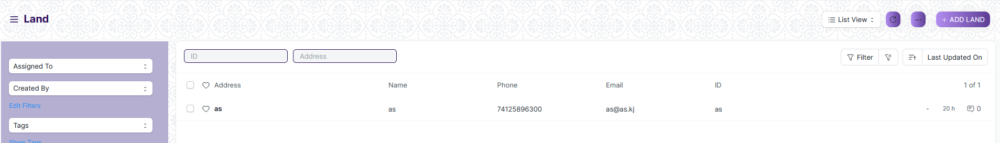 Land
List View
...
+ ADD LAND
Assigned To
Created By
Edit Filters
Tags
Show Tags
ID Address
Filter
Last Updated On
Address Name Phone Email ID 1 of 1
as as 74125896300 as@as.kj as - 20 h 0